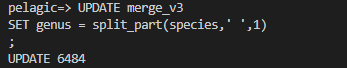 pelagic=> UPDATE merge_v3
SET genus = split_part(species,' ',1)
;
UPDATE 6484